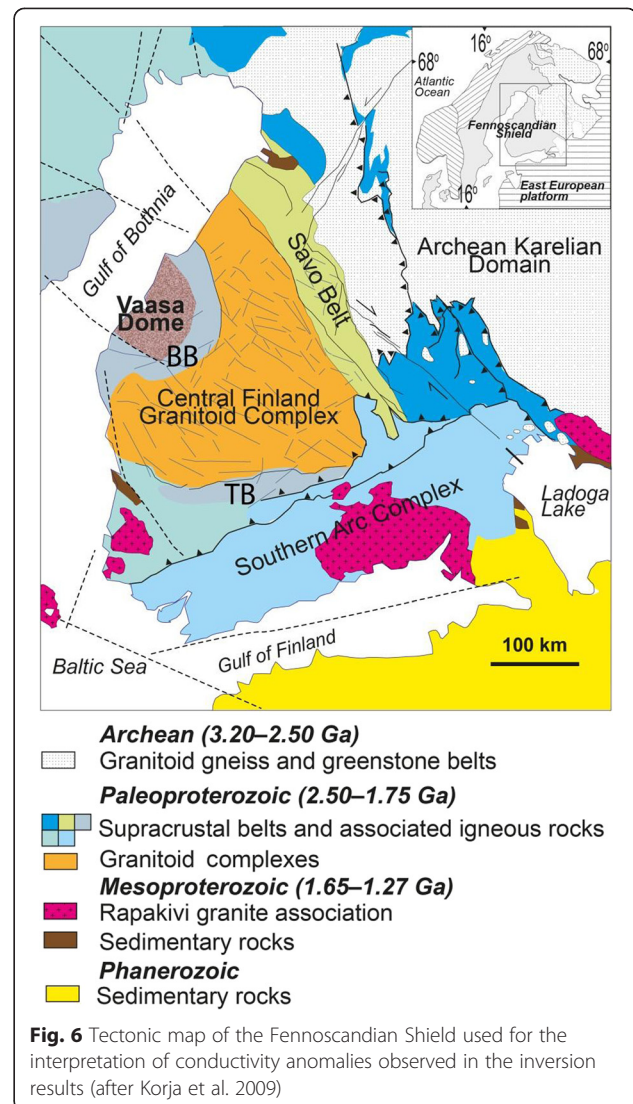 16°
68°
68°
Atlantic
Ocean
Fennoscandian
Shield
16°
East European
platform
Gulf of Bothnia
Savo Belt
Archean Karelian
Domain
Vaasa
Dome
BB
Central Finland
Granitoid Complex
TB
Southern Arc Complex
Ladoga
Lake
Gulf of Finland
Baltic Sea
100 km
Archean (3.20–2.50 Ga)
Granitoid gneiss and greenstone belts
Paleoproterozoic (2.50–1.75 Ga)
Supracrustal belts and associated igneous rocks
Granitoid complexes
Mesoproterozoic (1.65–1.27 Ga)
Rapakivi granite association
Sedimentary rocks
Phanerozoic
Sedimentary rocks
Fig. 6 Tectonic map of the Fennoscandian Shield used for the
interpretation of conductivity anomalies observed in the inversion
results (after Korja et al. 2009)